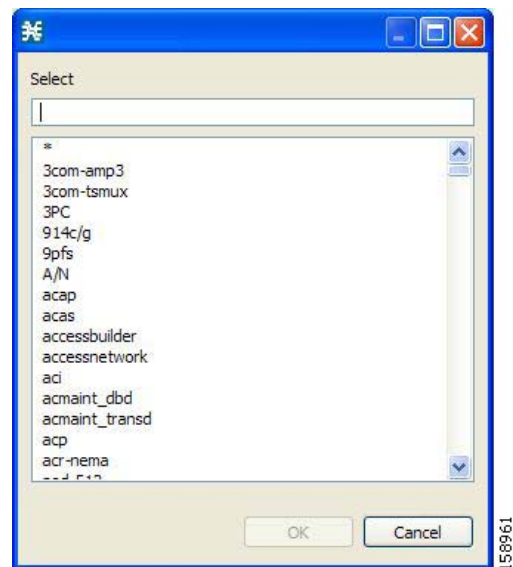 Select
*
3com-amp3
3com-tsmux
3PC
914c/g
9pfs
A/N
acap
acas
accessbuilder
accessnetwork
aci
acmaint_dbd
acmaint_transd
acp
acr-nema
OK
Cancel
158961